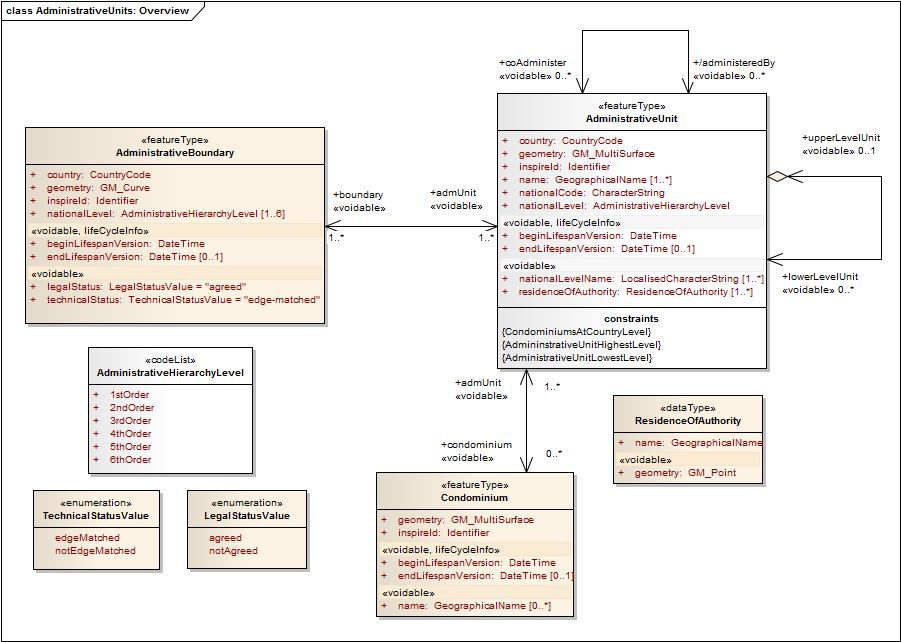 class AdministrativeUnits: Overview
+coAdminister
«voidable» 0..*
+/administeredBy
«voidable» 0..*
«featureType»
AdministrativeUnit
+ country: CountryCode
+ geometry: GM_MultiSurface
+ inspireId: Identifier
+ name: GeographicalName [1..*]
+ nationalCode: CharacterString
+ nationalLevel: AdministrativeHierarchyLevel
«voidable, lifeCycleInfo»
+ beginLifespanVersion: DateTime
+ endLifespanVersion: DateTime [0..1]
«voidable»
+ nationalLevelName: LocalisedCharacterString [1..*]
+ residenceOfAuthority: ResidenceOfAuthority [1..*]
constraints
{CondominiumsAtCountryLevel}
{AdmininstrativeUnitHighestLevel}
{AdministrativeUnitLowestLevel}
+upperLevelUnit
«voidable» 0..1
+lowerLevelUnit
«voidable» 0..*
«featureType»
AdministrativeBoundary
+ country: CountryCode
+ geometry: GM_Curve
+ inspireId: Identifier
+ nationalLevel: AdministrativeHierarchyLevel [1..6]
«voidable, lifeCycleInfo»
+ beginLifespanVersion: DateTime
+ endLifespanVersion: DateTime [0..1]
«voidable»
+ legalStatus: LegalStatusValue = "agreed"
+ technicalStatus: TechnicalStatusValue = "edge-matched"
+boundary
«voidable»
1..*
+admUnit
«voidable»
1..*
«codeList»
AdministrativeHierarchyLevel
+ 1stOrder
+ 2ndOrder
+ 3rdOrder
+ 4thOrder
+ 5thOrder
+ 6thOrder
+admUnit
«voidable»
1..*
+condominium
«voidable»
0..*
«dataType»
ResidenceOfAuthority
+ name: GeographicalName
«voidable»
+ geometry: GM_Point
«enumeration»
TechnicalStatusValue
edgeMatched
notEdgeMatched
«enumeration»
LegalStatusValue
agreed
notAgreed
«featureType»
Condominium
+ geometry: GM_MultiSurface
+ inspireId: Identifier
«voidable, lifeCycleInfo»
+ beginLifespanVersion: DateTime
+ endLifespanVersion: DateTime [0..1]
«voidable»
+ name: GeographicalName [0..*]